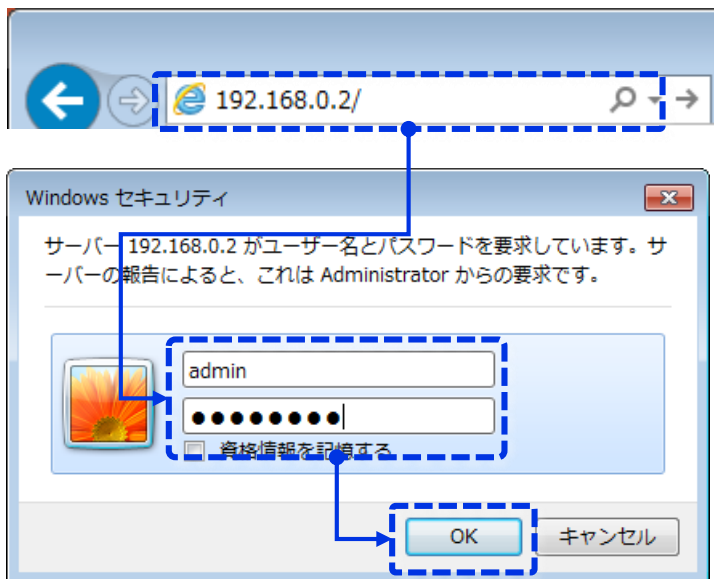 192.168.0.2/
Windows セキュリティ
サーバー 192.168.0.2 がユーザー名とパスワードを要求しています。サ
ーバーの報告によると、これは Administrator からの要求です。
admin
●●●●●●●●
資格情報を記憶する
OK
キャンセル